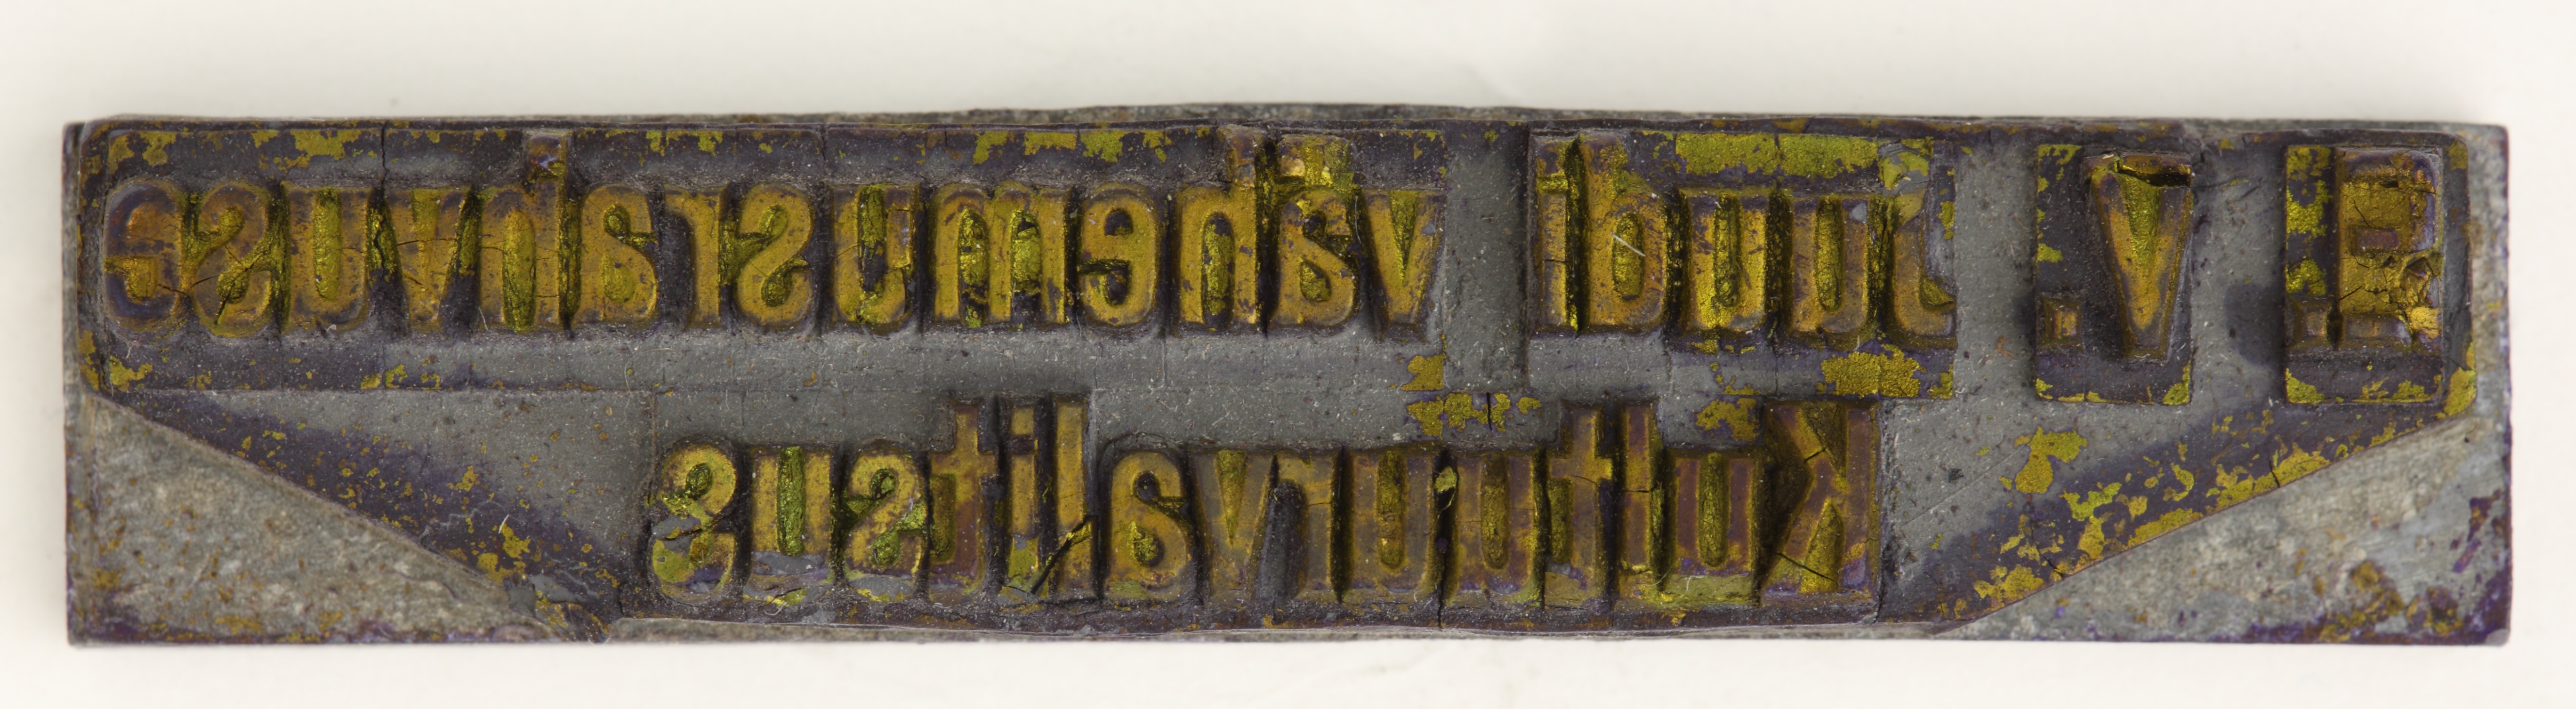 E. V. Juudi vähemusrahvuse
Kultuurvalitsus